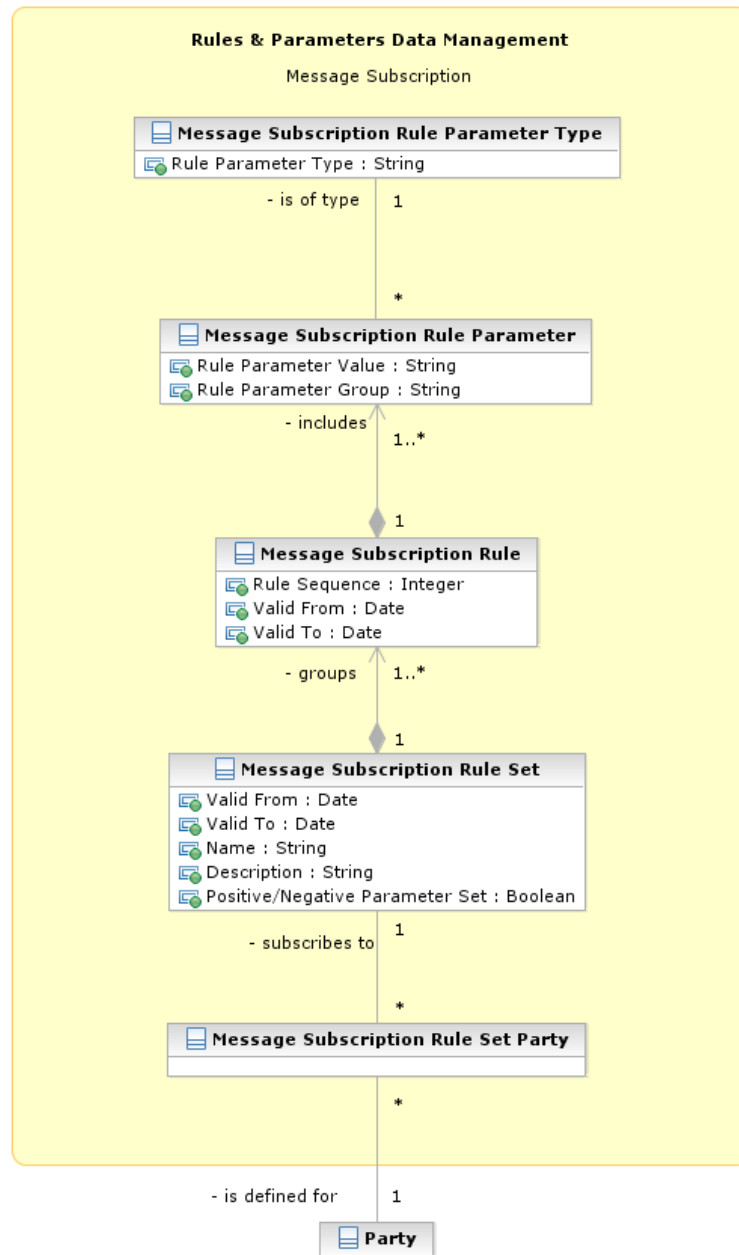 Rules & Parameters Data Management
Message Subscription
Message Subscription Rule Parameter Type
Rule Parameter Type : String
- is of type 1
*
Message Subscription Rule Parameter
Rule Parameter Value : String
Rule Parameter Group : String
- includes 1..*
1
Message Subscription Rule
Rule Sequence : Integer
Valid From : Date
Valid To : Date
- groups 1..*
1
Message Subscription Rule Set
Valid From : Date
Valid To : Date
Name : String
Description : String
Positive/Negative Parameter Set : Boolean
1
- subscribes to
*
Message Subscription Rule Set Party
*
- is defined for 1
Party